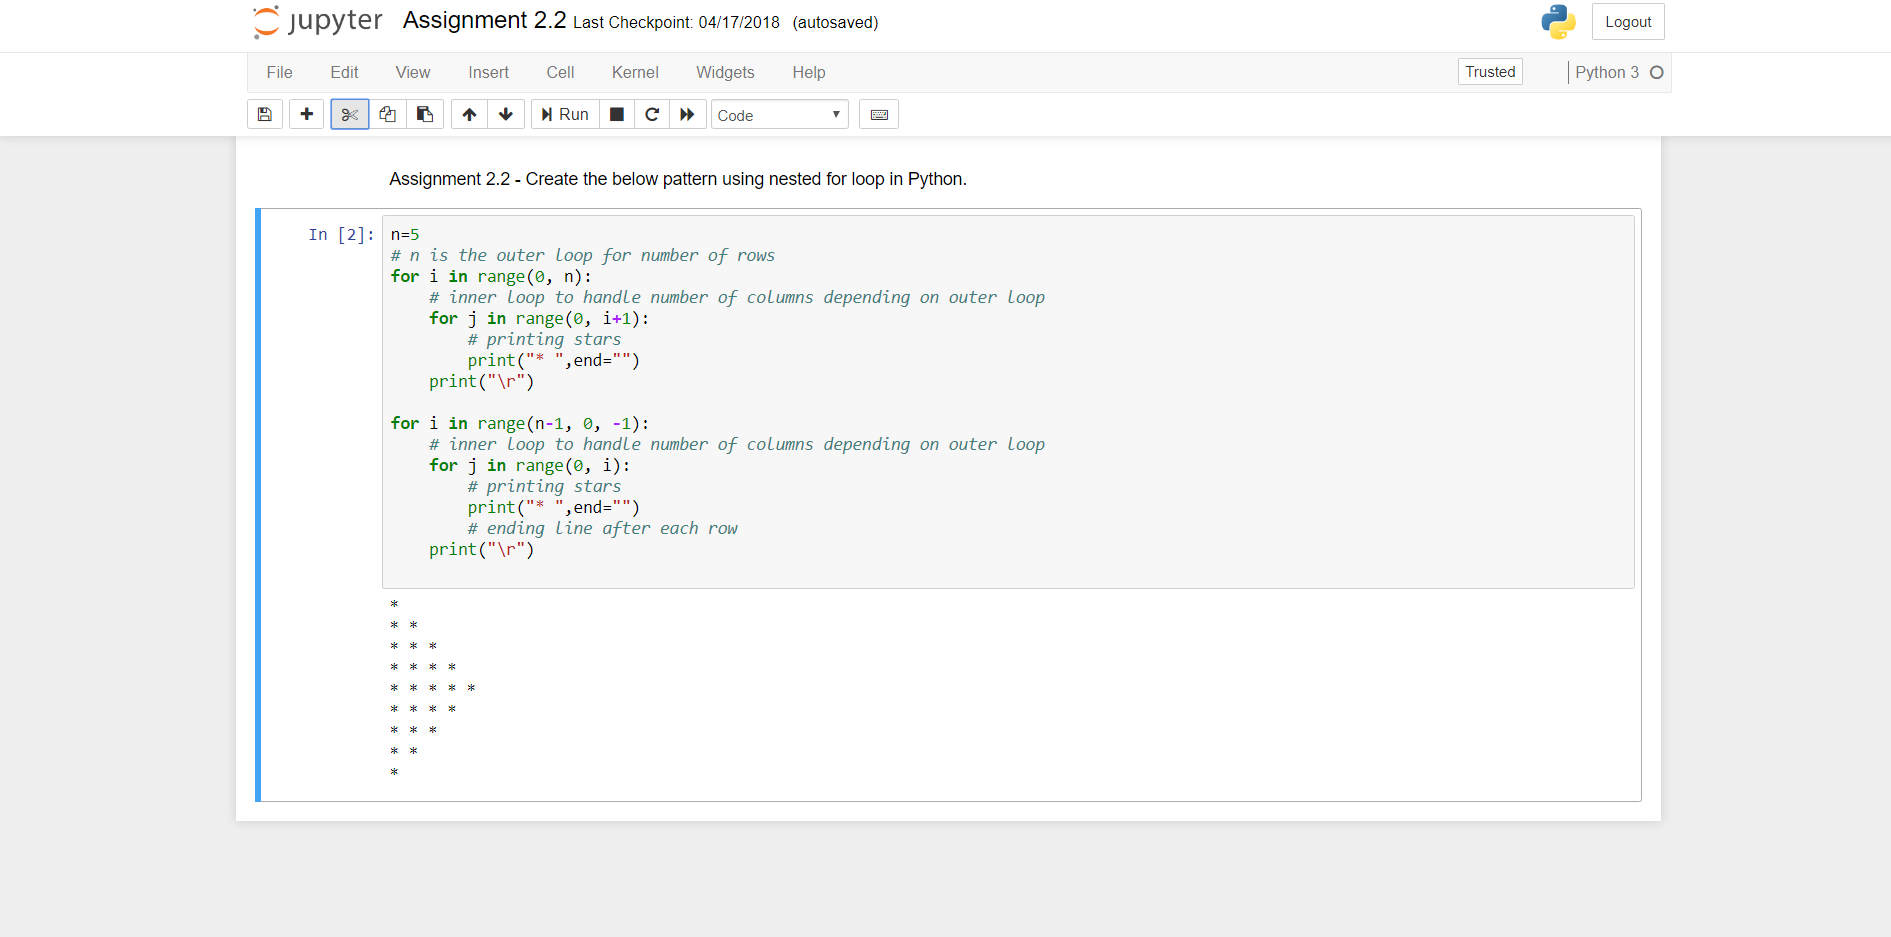 jupyter Assignment 2.2 Last Checkpoint: 04/17/2018 (autosaved) Logout
File Edit View Insert Cell Kernel Widgets Help Trusted Python 3
Run Code
Assignment 2.2 - Create the below pattern using nested for loop in Python.
In [2]: n=5
# n is the outer loop for number of rows
for i in range(0, n):
    # inner loop to handle number of columns depending on outer loop
    for j in range(0, i+1):
        # printing stars
        print("* ",end="")
    print("\r")

for i in range(n-1, 0, -1):
    # inner loop to handle number of columns depending on outer loop
    for j in range(0, i):
        # printing stars
        print("* ",end="")
        # ending line after each row
    print("\r")
*
* *
* * *
* * * *
* * * * *
* * * *
* * *
* *
*